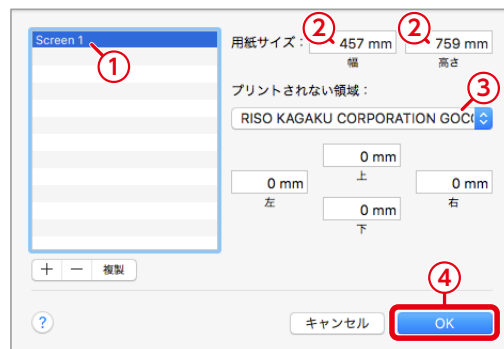 Screen 1
①
用紙サイズ：
②
457 mm
幅
②
759 mm
高さ
プリントされない領域：
③
RISO KAGAKU CORPORATION GOC
0 mm
上
0 mm
左
0 mm
右
0 mm
下
＋ － 複製
④
?
キャンセル
OK